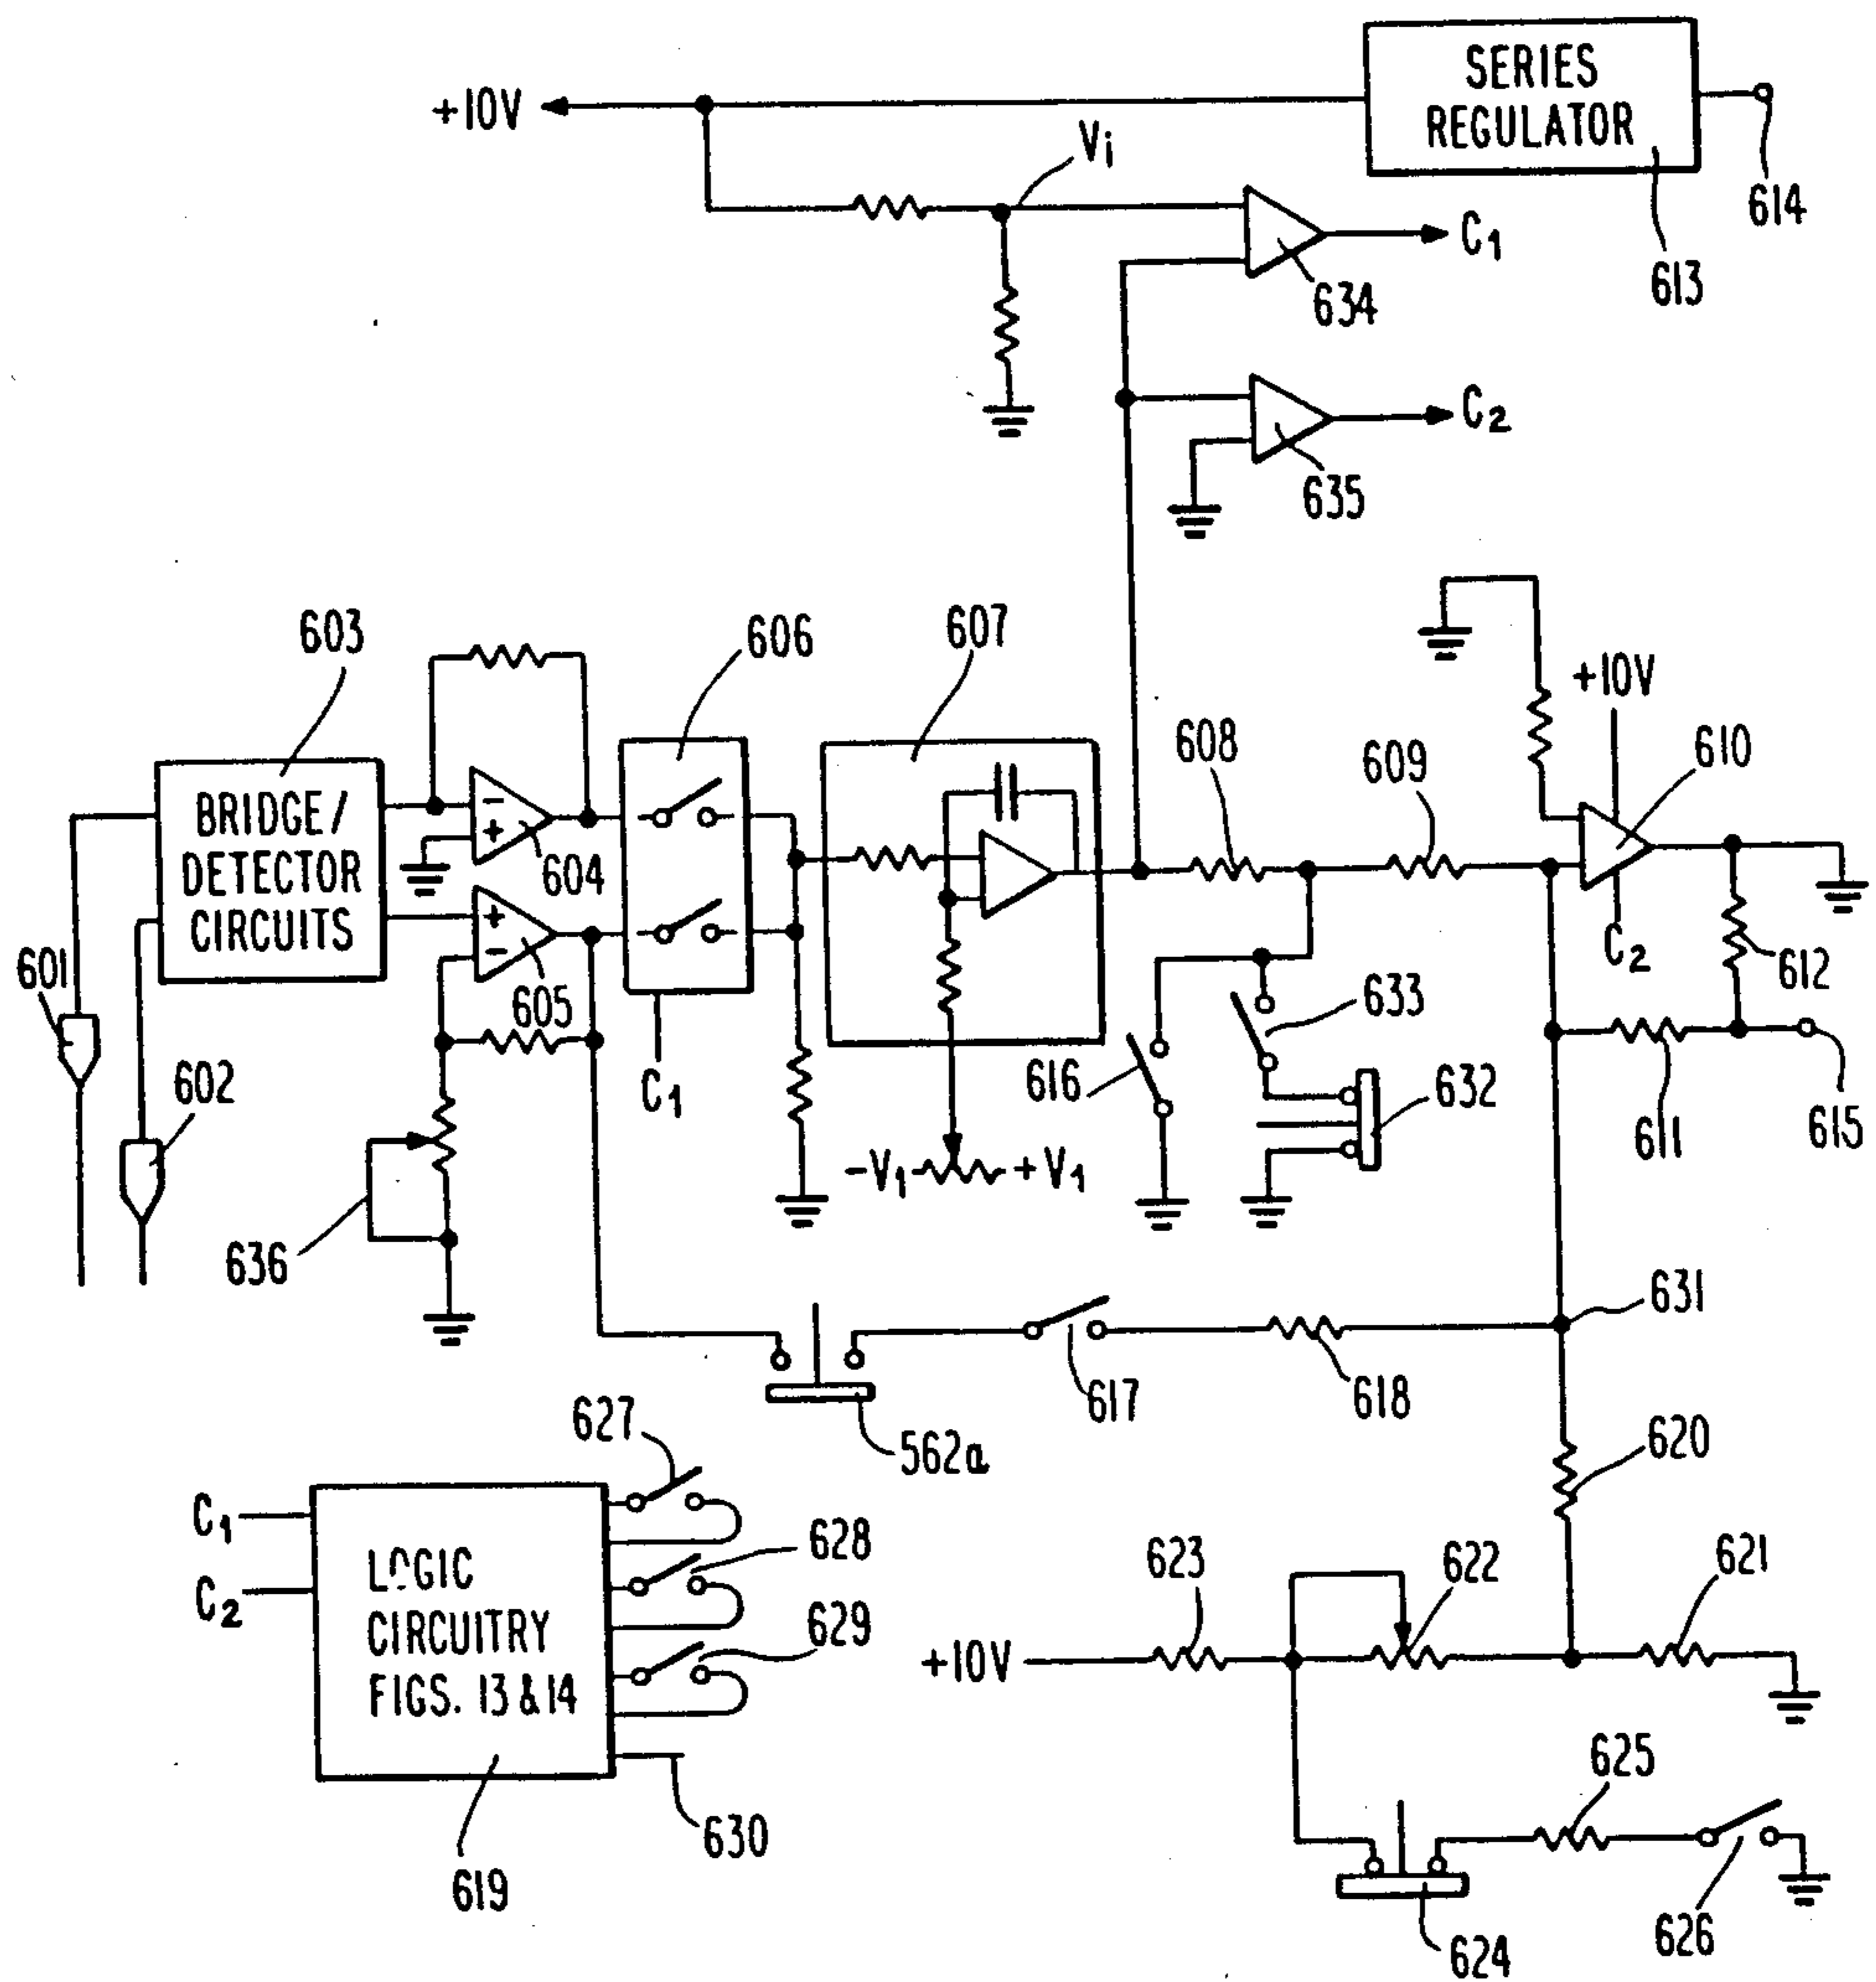 SERIES
REGULATOR
+10V
Vi
614
C1
613
634
C2
635
603
606
607
+10V
608
610
609
BRIDGE/
DETECTOR
CIRCUITS
-
+
604
+
-
605
C2
612
601
602
633
616
632
C1
611
615
-V1
+V1
636
631
617
618
627
562a
620
C1
C2
LOGIC
CIRCUITRY
FIGS. 13 & 14
628
629
623
622
621
+10V
625
630
619
624
626